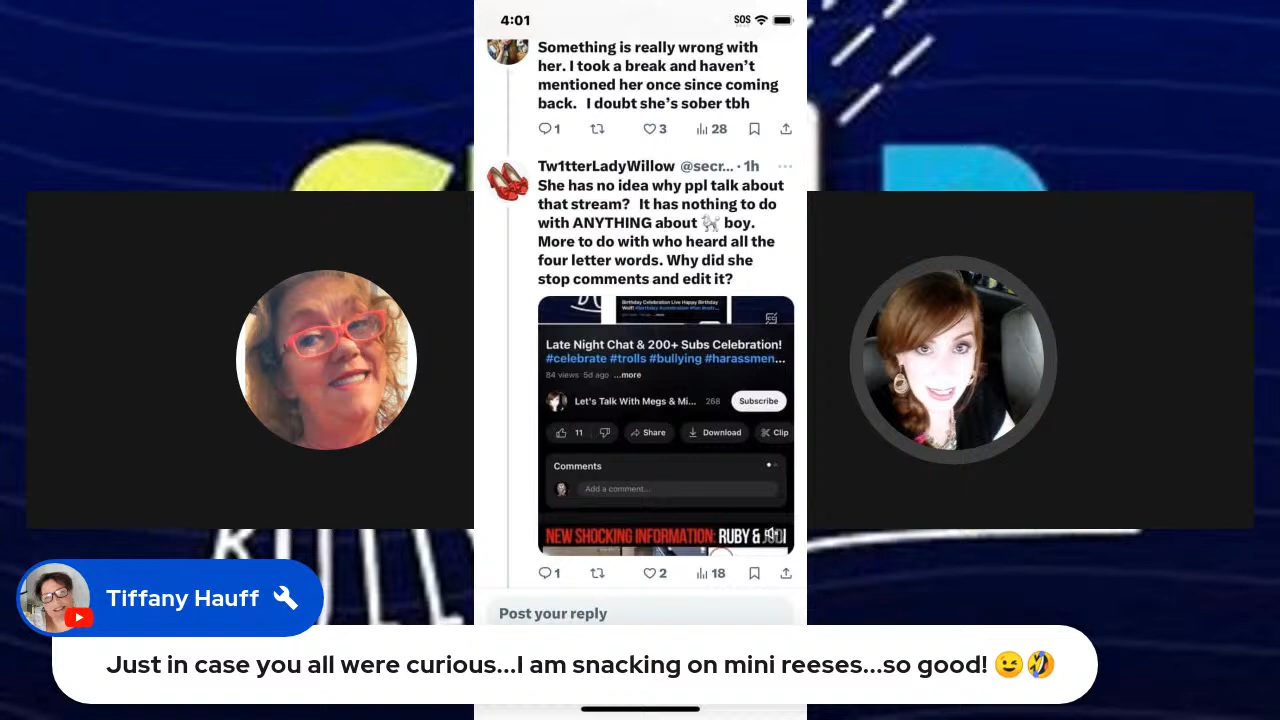 4:01
SOS
Something is really wrong with
her. I took a break and haven't
mentioned her once since coming
back. I doubt she's sober tbh
1 3 28
Tw1tterLadyWillow @secr... · 1h
She has no idea why ppl talk about
that stream? It has nothing to do
with ANYTHING about 🐩 boy.
More to do with who heard all the
four letter words. Why did she
stop comments and edit it?
Birthday Celebration Live Happy Birthday
Late Night Chat & 200+ Subs Celebration!
#celebrate #trolls #bullying #harassmen...
84 views 5d ago ...more
Let's Talk With Megs & Mi... 268 Subscribe
11 Share Download Clip
Comments
Add a comment...
NEW SHOCKING INFORMATION: RUBY &
1 2 18
Post your reply
Tiffany Hauff
Just in case you all were curious...I am snacking on mini reeses...so good! 😉🤣